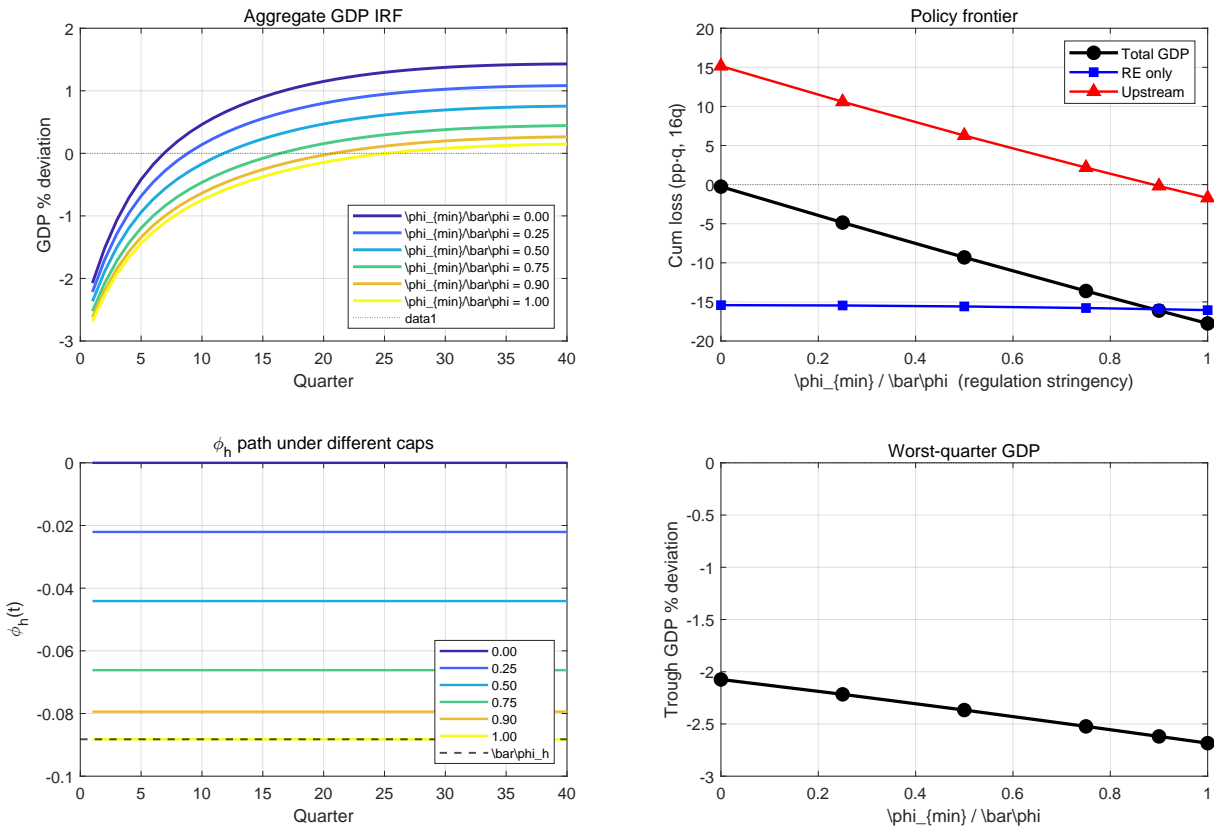 Aggregate GDP IRF
2
1
0
-1
-2
-3
GDP % deviation
\phi_{min}/\bar\phi = 0.00
\phi_{min}/\bar\phi = 0.25
\phi_{min}/\bar\phi = 0.50
\phi_{min}/\bar\phi = 0.75
\phi_{min}/\bar\phi = 0.90
\phi_{min}/\bar\phi = 1.00
data1
0 5 10 15 20 25 30 35 40
Quarter
Policy frontier
20
15
10
5
0
-5
-10
-15
-20
Cum loss (pp·q, 16q)
Total GDP
RE only
Upstream
0 0.2 0.4 0.6 0.8 1
\phi_{min} / \bar\phi (regulation stringency)
ϕh path under different caps
0
-0.02
-0.04
-0.06
-0.08
-0.1
ϕh(t)
0.00
0.25
0.50
0.75
0.90
1.00
\bar\phi_h
0 5 10 15 20 25 30 35 40
Quarter
Worst-quarter GDP
0
-0.5
-1
-1.5
-2
-2.5
-3
Trough GDP % deviation
0 0.2 0.4 0.6 0.8 1
\phi_{min} / \bar\phi